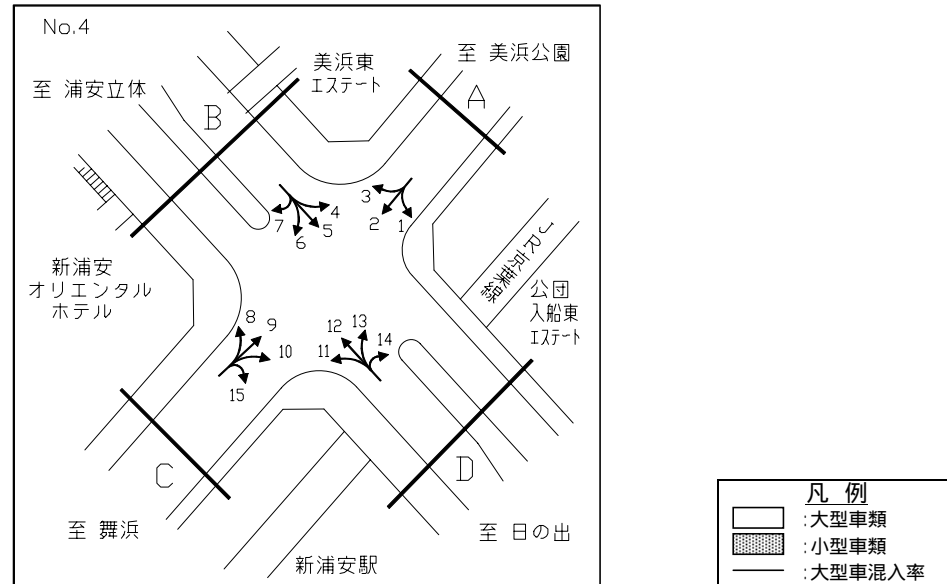 No.4
至 美浜公園
美浜東
エステート
至 浦安立体
A
B
3
2
1
4
5
6
7
JR京葉線
新浦安
オリエンタル
ホテル
公団
入船東
エステート
8
9
10
15
12
13
14
11
C
D
至 舞浜
至 日の出
新浦安駅
凡 例
:大型車類
:小型車類
:大型車混入率